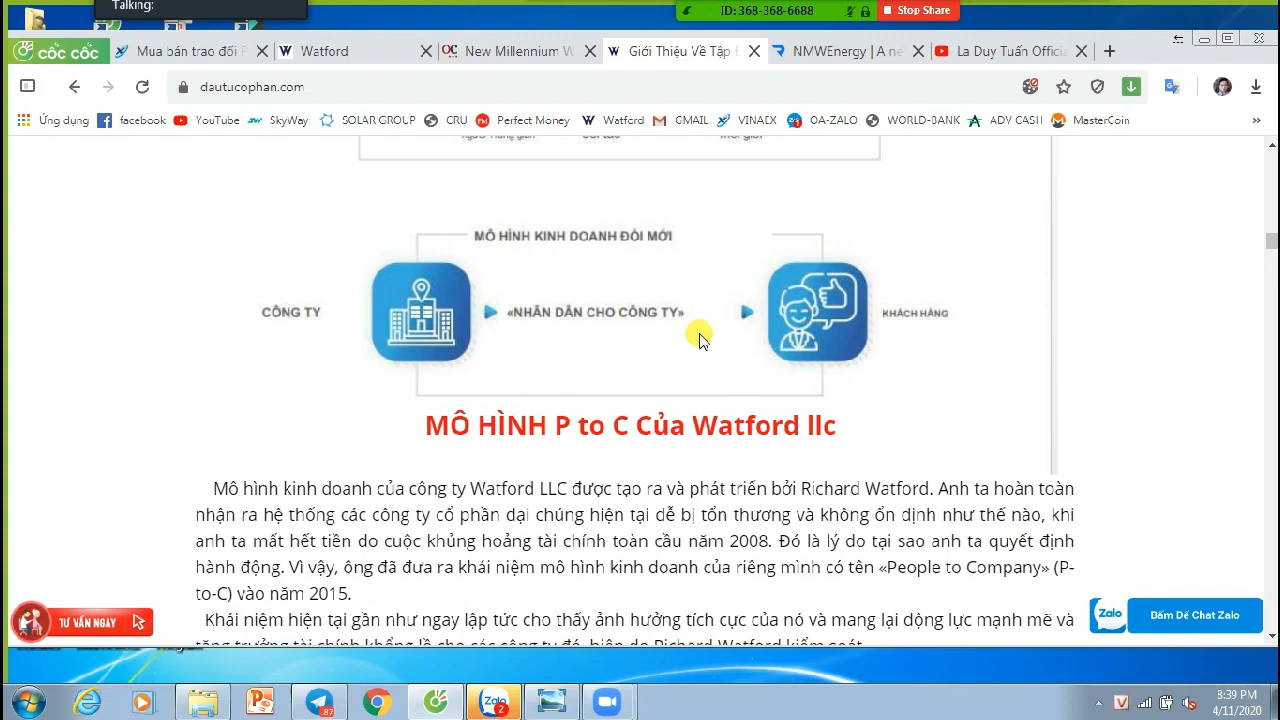 Talking:
ID: 368-368-6688
Stop Share
cốc cốc
Mua bán trao đổi P
Watford
New Millennium W
Giới Thiệu Về Tập Đ
NMWEnergy | A ne
La Duy Tuấn Officia
dautucophan.com
Ứng dụng facebook YouTube SkyWay SOLAR GROUP CRU Perfect Money Watford GMAIL VINAEX OA-ZALO WORLD-BANK ADV CASH MasterCoin »
MÔ HÌNH KINH DOANH ĐỔI MỚI
CÔNG TY
«NHÂN DÂN CHO CÔNG TY»
KHÁCH HÀNG
MÔ HÌNH P to C Của Watford llc
Mô hình kinh doanh của công ty Watford LLC được tạo ra và phát triển bởi Richard Watford. Anh ta hoàn toàn
nhận ra hệ thống các công ty cổ phần đại chúng hiện tại dễ bị tổn thương và không ổn định như thế nào, khi
anh ta mất hết tiền do cuộc khủng hoảng tài chính toàn cầu năm 2008. Đó là lý do tại sao anh ta quyết định
hành động. Vì vậy, ông đã đưa ra khái niệm mô hình kinh doanh của riêng mình có tên «People to Company» (P-
to-C) vào năm 2015.
Khái niệm hiện tại gần như ngay lập tức cho thấy ảnh hưởng tích cực của nó và mang lại động lực mạnh mẽ và
TƯ VẤN NGAY
Zalo
Bấm Để Chat Zalo
87
Zalo
2
V
8:39 PM
4/11/2020